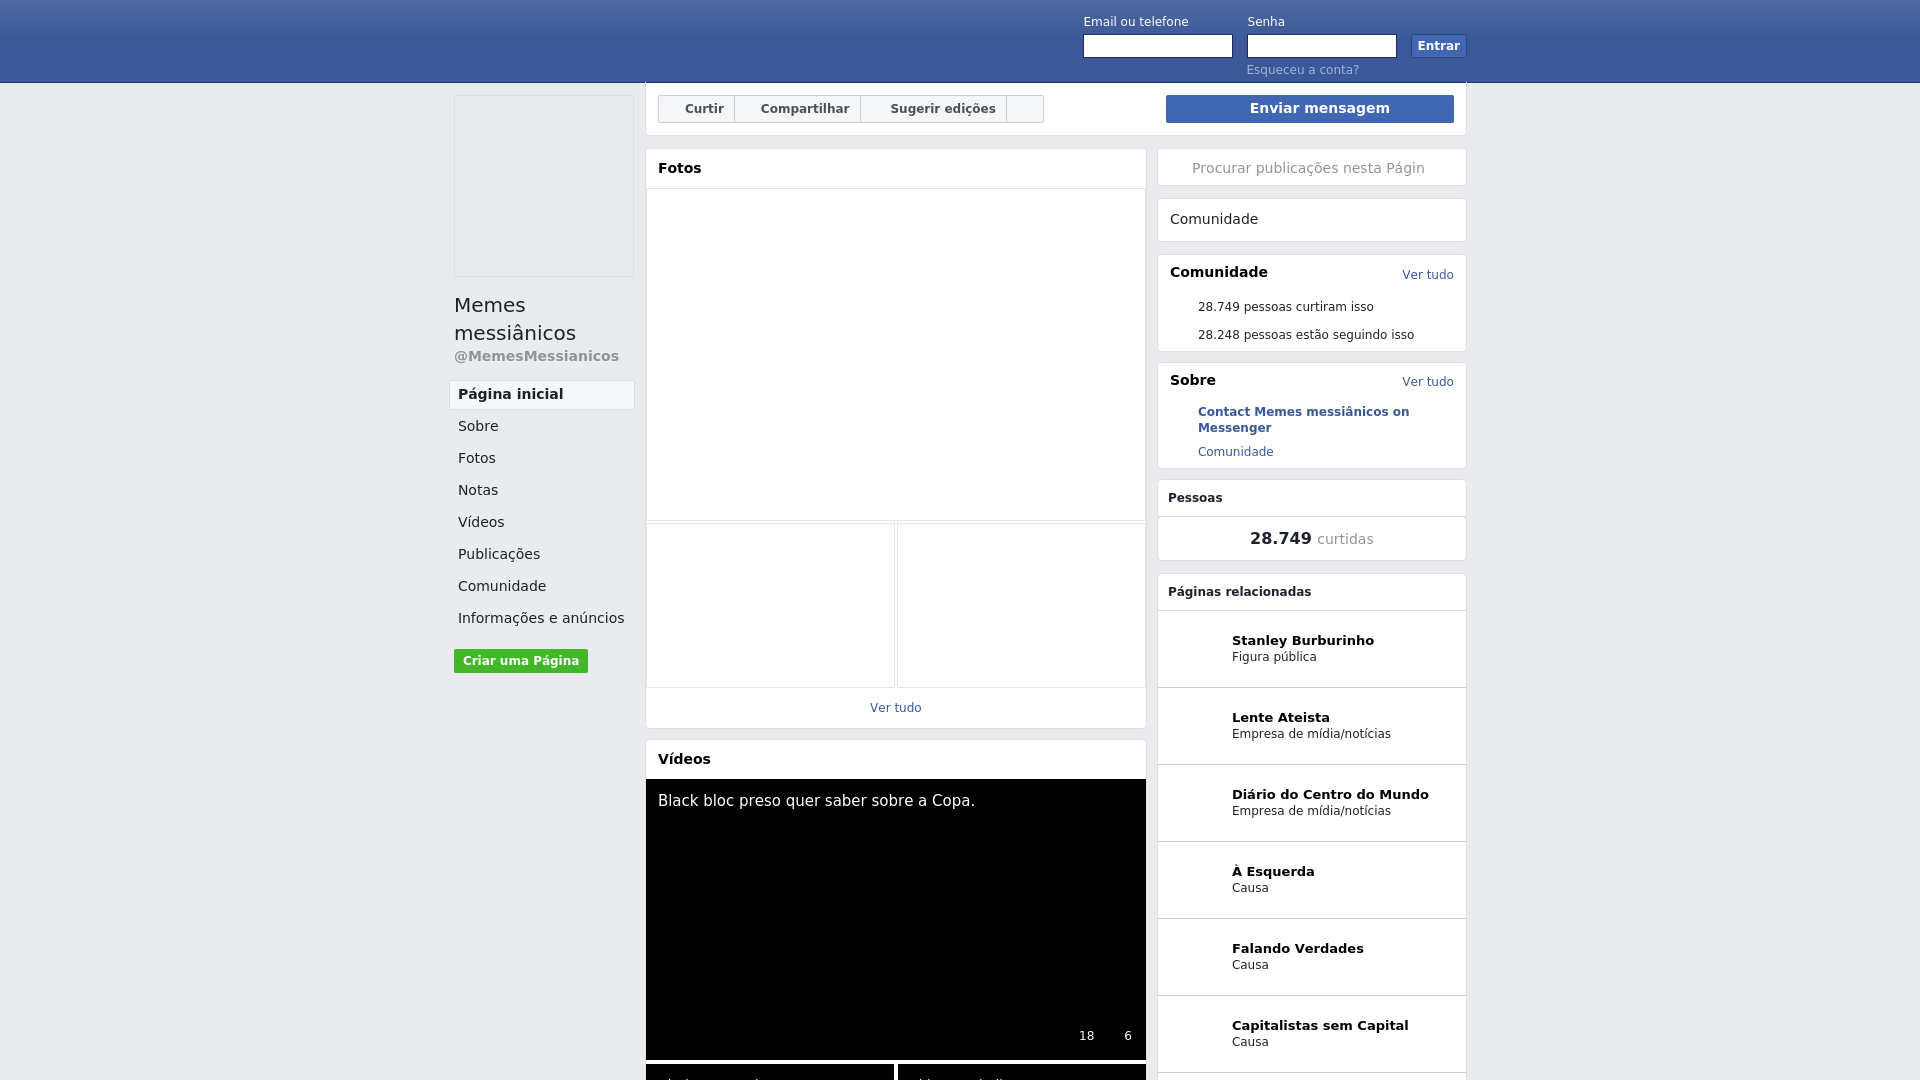 Email ou telefone
Senha
Entrar
Esqueceu a conta?
Curtir
Compartilhar
Sugerir edições
Enviar mensagem
Memes
messiânicos
@MemesMessianicos
Página inicial
Sobre
Fotos
Notas
Vídeos
Publicações
Comunidade
Informações e anúncios
Criar uma Página
Fotos
Ver tudo
Vídeos
Black bloc preso quer saber sobre a Copa.
18
6
Procurar publicações nesta Págin
Comunidade
Comunidade
Ver tudo
28.749 pessoas curtiram isso
28.248 pessoas estão seguindo isso
Sobre
Ver tudo
Contact Memes messiânicos on
Messenger
Comunidade
Pessoas
28.749 curtidas
Páginas relacionadas
Stanley Burburinho
Figura pública
Lente Ateista
Empresa de mídia/notícias
Diário do Centro do Mundo
Empresa de mídia/notícias
À Esquerda
Causa
Falando Verdades
Causa
Capitalistas sem Capital
Causa